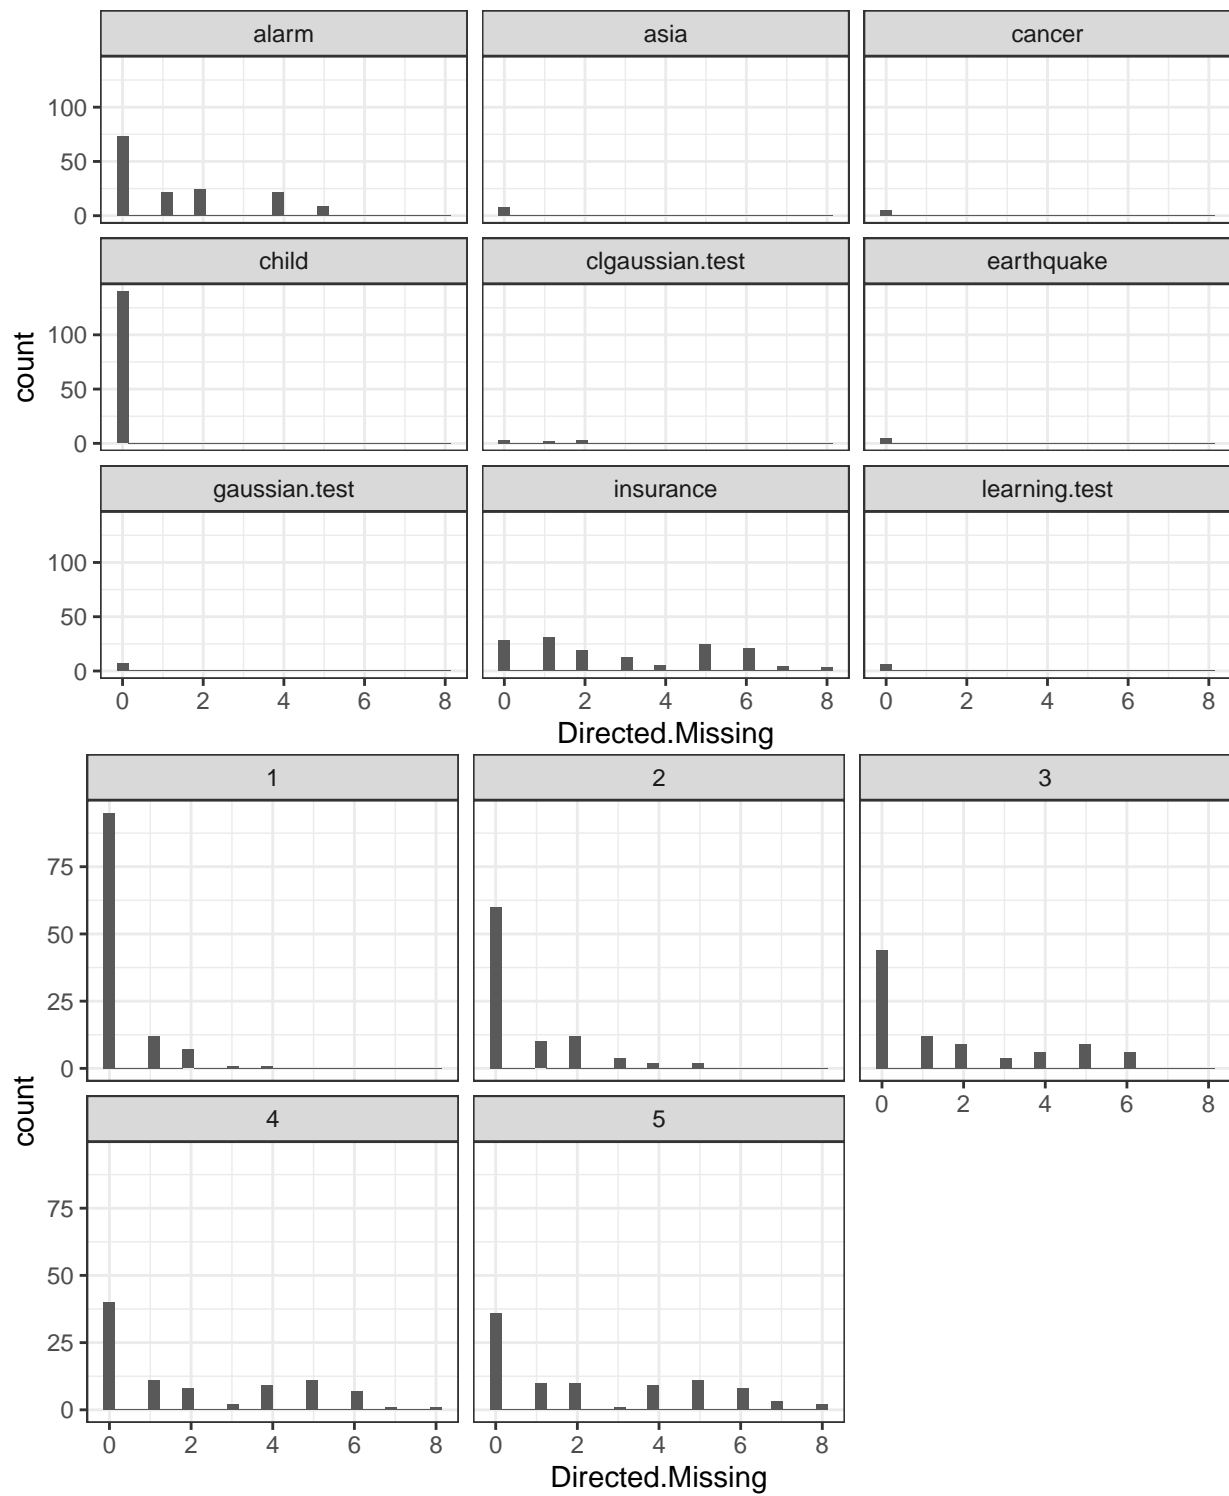 alarm asia cancer
100
50
0
child clgaussian.test earthquake
100
50
0
count
gaussian.test insurance learning.test
100
50
0
0 2 4 6 8 0 2 4 6 8 0 2 4 6 8
Directed.Missing
1 2 3
75
50
25
0
0 2 4 6 8
count
4 5
75
50
25
0
0 2 4 6 8 0 2 4 6 8
Directed.Missing